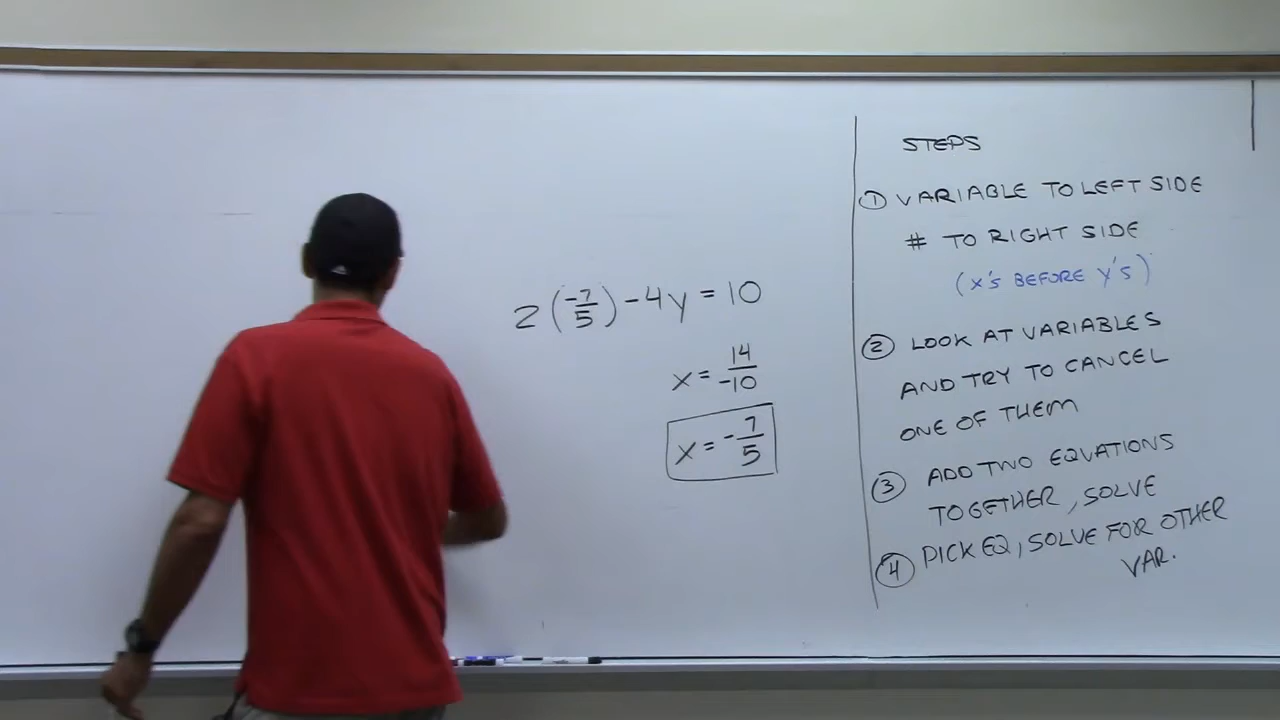 2(-7/5) - 4y = 10
x = 14/-10
x = -7/5
STEPS
① VARIABLE TO LEFT SIDE
# TO RIGHT SIDE
(X'S BEFORE Y'S)
② LOOK AT VARIABLES
AND TRY TO CANCEL
ONE OF THEM
③ ADD TWO EQUATIONS
TOGETHER, SOLVE
④ PICK EQ, SOLVE FOR OTHER
VAR.